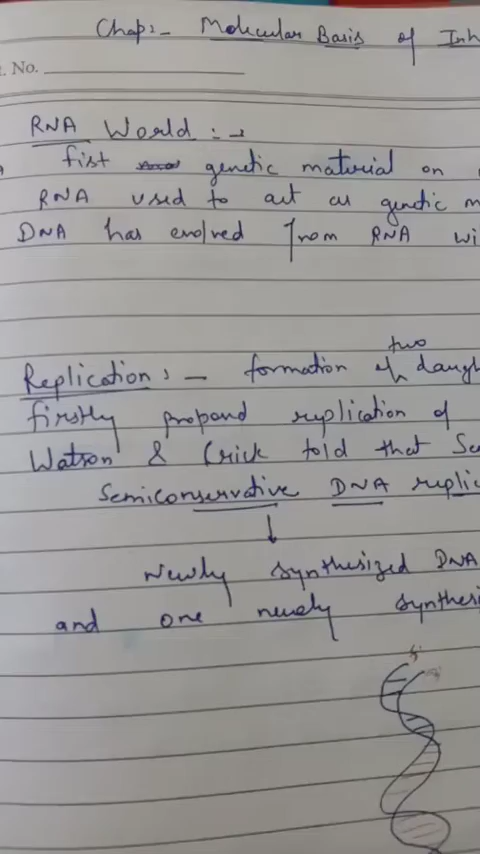 Chap:- Molecular Basis of Inh
. No.
RNA World : →
fist genetic material on
RNA used to act as genetic m
DNA has evolved from RNA wi
two
Replication : - formation of daugh
firstly propand replication of
Watson & Crick told that Se
Semiconservative DNA replic
↓
Newly synthesized DNA
and one newly synthesi